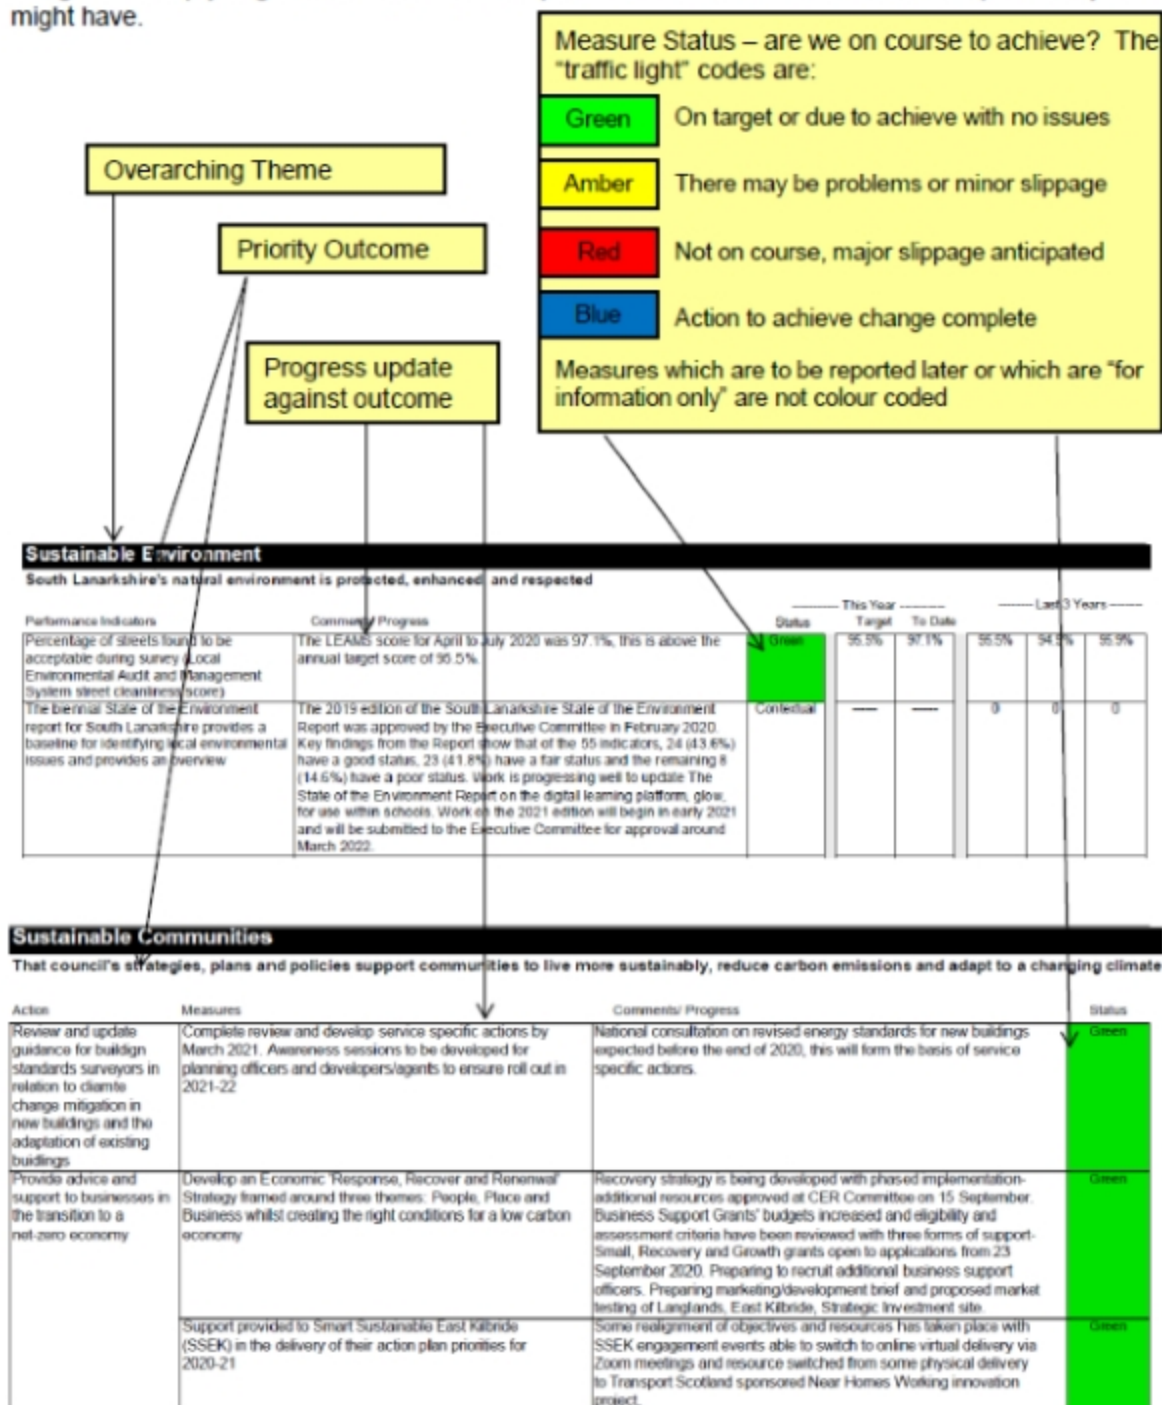 might have.
Measure Status – are we on course to achieve? The
“traffic light” codes are:
Green On target or due to achieve with no issues
Amber There may be problems or minor slippage
Red Not on course, major slippage anticipated
Blue Action to achieve change complete
Measures which are to be reported later or which are “for
information only” are not colour coded
Overarching Theme
Priority Outcome
Progress update
against outcome
Sustainable Environment
South Lanarkshire's natural environment is protected, enhanced and respected
This Year Last 3 Years
Performance Indicators Comments/ Progress Status Target To Date
Percentage of streets found to be
acceptable during survey (Local
Environmental Audit and Management
System street cleanliness score)
The LEAMS score for April to July 2020 was 97.1%, this is above the
annual target score of 95.5%.
Green 95.5% 97.1% 95.9%
The biennial State of the Environment
report for South Lanarkshire provides a
baseline for identifying local environmental
issues and provides an overview
The 2019 edition of the South Lanarkshire State of the Environment
Report was approved by the Executive Committee in February 2020.
Key findings from the Report show that of the 55 indicators, 24 (43.6%)
have a good status, 23 (41.8%) have a fair status and the remaining 8
(14.6%) have a poor status. Work is progressing well to update The
State of the Environment Report on the digital learning platform, glow,
for use within schools. Work on the 2021 edition will begin in early 2021
and will be submitted to the Executive Committee for approval around
March 2022.
Contextual ----- ----- 0 0 0
Sustainable Communities
That council's strategies, plans and policies support communities to live more sustainably, reduce carbon emissions and adapt to a changing climate
Action Measures Comments/ Progress Status
Review and update
guidance for buildign
standards surveyors in
relation to cliamte
change mitigation in
new buildings and the
adaptation of existing
buidlings
Complete review and develop service specific actions by
March 2021. Awareness sessions to be developed for
planning officers and developers/agents to ensure roll out in
2021-22
National consultation on revised energy standards for new buildings
expected before the end of 2020, this will form the basis of service
specific actions.
Green
Provide advice and
support to businesses in
the transition to a
net-zero economy
Develop an Economic 'Response, Recover and Renenwal'
Strategy framed around three themes: People, Place and
Business whilst creating the right conditions for a low carbon
economy
Recovery strategy is being developed with phased implementation-
additional resources approved at CER Committee on 15 September.
Business Support Grants' budgets increased and eligibility and
assessment criteria have been reviewed with three forms of support-
Small, Recovery and Growth grants open to applications from 23
September 2020. Preparing to recruit additional business support
officers. Preparing marketing/development brief and proposed market
testing of Langlands, East Kilbride, Strategic Investment site.
Green
Support provided to Smart Sustainable East Kilbride
(SSEK) in the delivery of their action plan priorities for
2020-21
Some realignment of objectives and resources has taken place with
SSEK engagement events able to switch to online virtual delivery via
Zoom meetings and resource switched from some physical delivery
to Transport Scotland sponsored Near Homes Working innovation
project.
Green